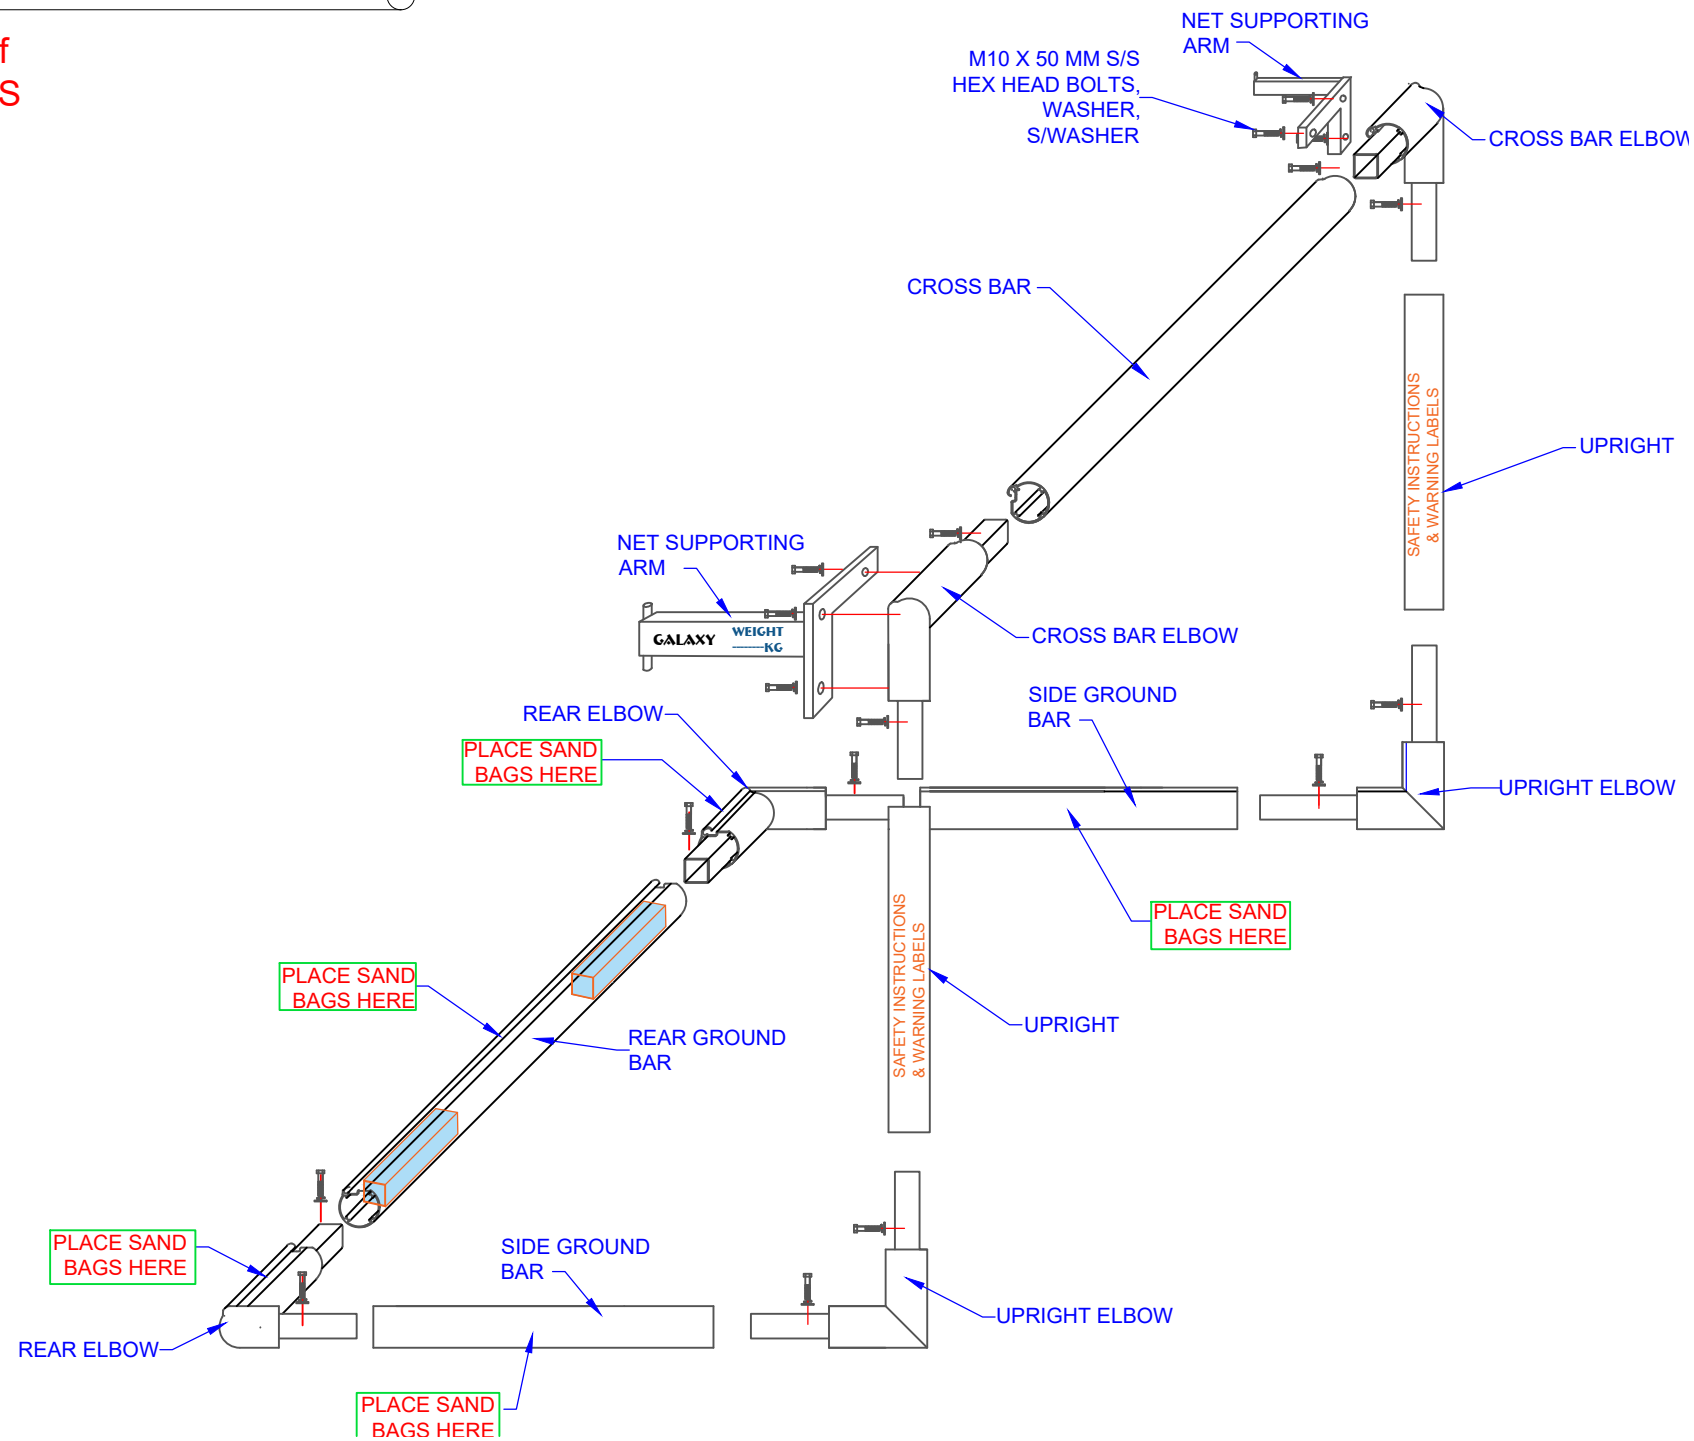 f
S
NET SUPPORTING
ARM
M10 X 50 MM S/S
HEX HEAD BOLTS,
WASHER,
S/WASHER
CROSS BAR ELBOW
CROSS BAR
SAFETY INSTRUCTIONS
& WARNING LABELS
UPRIGHT
NET SUPPORTING
ARM
GALAXY
WEIGHT
--------KG
CROSS BAR ELBOW
SIDE GROUND
BAR
REAR ELBOW
PLACE SAND
BAGS HERE
UPRIGHT ELBOW
PLACE SAND
BAGS HERE
SAFETY INSTRUCTIONS
& WARNING LABELS
PLACE SAND
BAGS HERE
UPRIGHT
REAR GROUND
BAR
PLACE SAND
BAGS HERE
SIDE GROUND
BAR
UPRIGHT ELBOW
REAR ELBOW
PLACE SAND
BAGS HERE